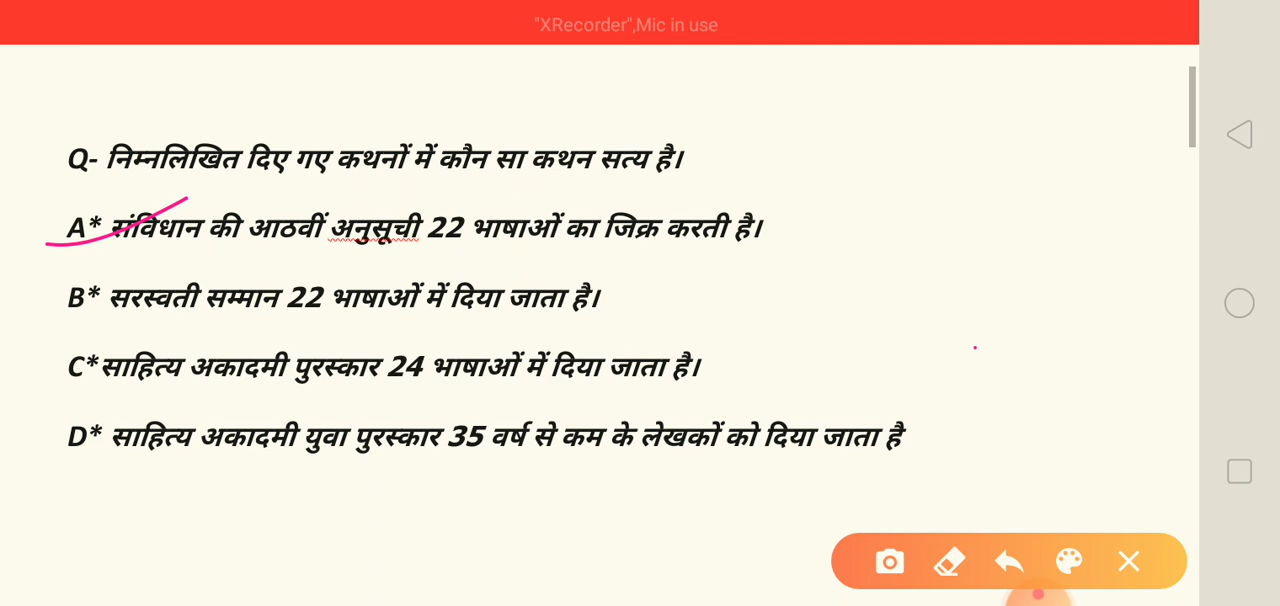 "XRecorder",Mic in use
Q- निम्नलिखित दिए गए कथनों में कौन सा कथन सत्य है।
A* संविधान की आठवीं अनुसूची 22 भाषाओं का जिक्र करती है।
B* सरस्वती सम्मान 22 भाषाओं में दिया जाता है।
C*साहित्य अकादमी पुरस्कार 24 भाषाओं में दिया जाता है।
D* साहित्य अकादमी युवा पुरस्कार 35 वर्ष से कम के लेखकों को दिया जाता है